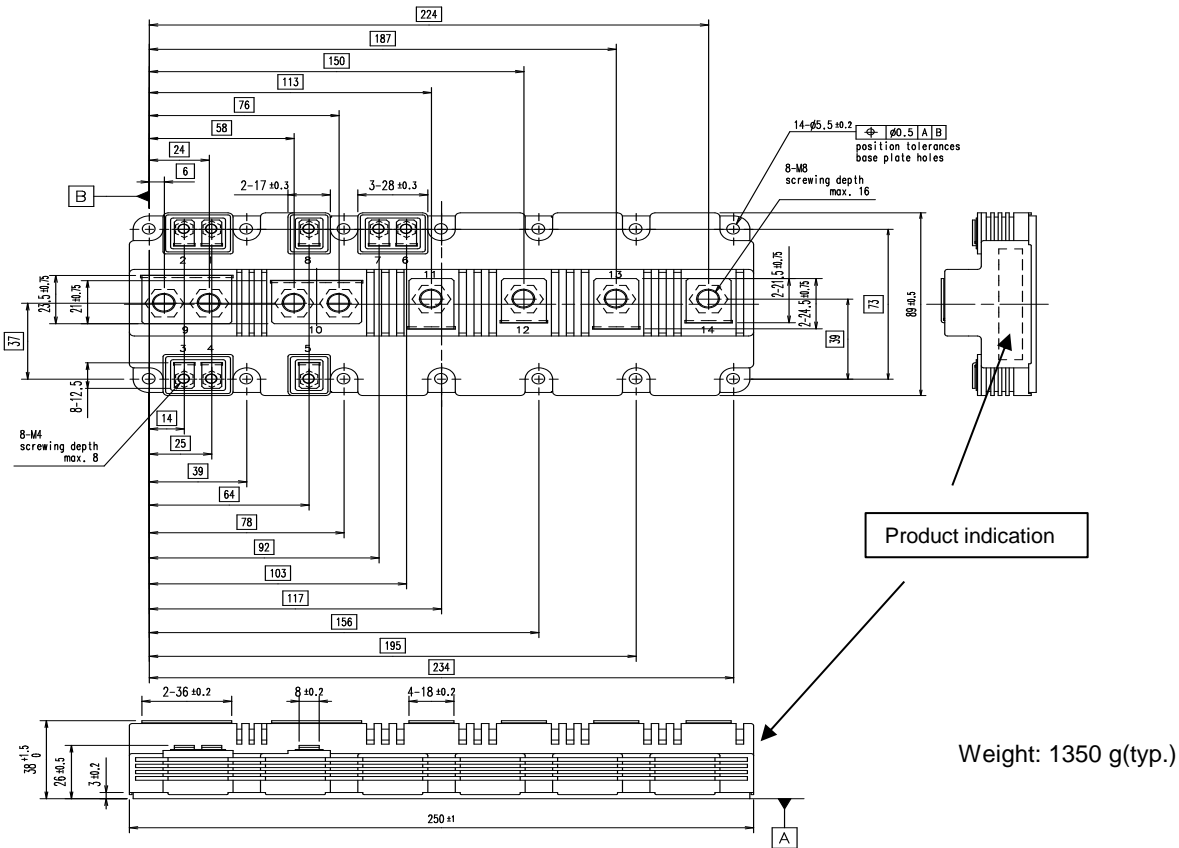 224
187
150
113
76
58
24
6
B
2-17 ±0.3
3-28 ±0.3
14-ø5.5 ±0.2
⌖ ø0.5 A B
position tolerances
base plate holes
8-M8
screwing depth
max. 16
2 1 8 7 6
11 13
9 10 12 14
3 4 5
23.5 ±0.75
21 ±0.75
37
8-12.5
2-21.5 ±0.75
2-24.5 ±0.75
39
73
89 ±0.5
8-M4
screwing depth
max. 8
14
25
39
64
78
92
103
117
156
195
234
Product indication
2-36 ±0.2
8 ±0.2
4-18 ±0.2
38 +1.5 0
26 ±0.5
3 ±0.2
250 ±1
A
Weight: 1350 g(typ.)